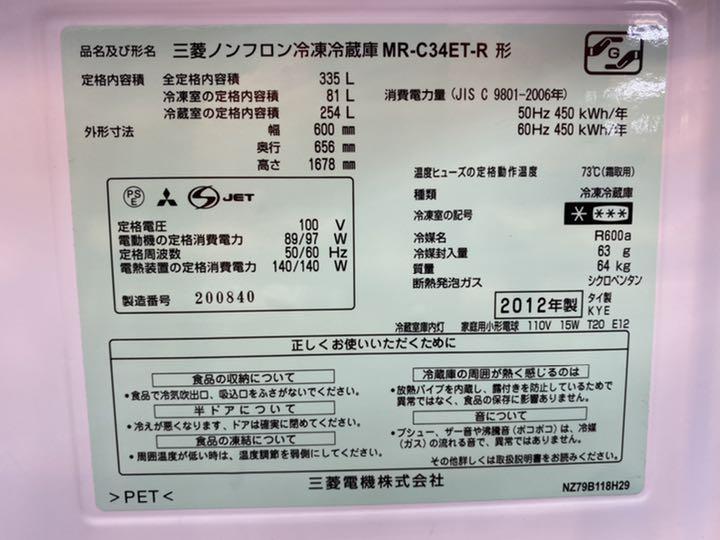 品名及び形名 三菱ノンフロン冷凍冷蔵庫 MR-C34ET-R 形
G
定格内容積 全定格内容積 335 L
冷凍室の定格内容積 81 L
冷蔵室の定格内容積 254 L
外形寸法 幅 600 mm
奥行 656 mm
高さ 1678 mm
消費電力量 (JIS C 9801-2006年)
50Hz 450 kWh/年
60Hz 450 kWh/年
PS E JET
定格電圧 100 V
電動機の定格消費電力 89/97 W
定格周波数 50/60 Hz
電熱装置の定格消費電力 140/140 W
製造番号 200840
温度ヒューズの定格動作温度 73℃(霜取用)
種類 冷凍冷蔵庫
冷凍室の記号 * ***
冷媒名 R600a
冷媒封入量 63 g
質量 64 kg
断熱発泡ガス シクロペンタン
2012年製 タイ製
KYE
冷蔵室庫内灯 家庭用小形電球 110V 15W T20 E12
正しくお使いいただくために
食品の収納について
・食品で冷気吹出口、吸込口をふさがないでください。
半ドアについて
・冷えが悪くなります、ドアは確実に閉めてください。
食品の凍結について
・周囲温度が低い時は、温度調節を弱側にしてください。
冷蔵庫の周囲が熱く感じるのは
・放熱パイプを内蔵し、露付きを防止しているためで
異常ではなく、食品の保存に影響ありません。
音について
・プシュー、ザー音や沸騰音(ポコポコ)は、冷媒
(ガス)の流れる音で、異常ではありません。
その他詳しくは取扱説明書をお読みください。
>PET<
三菱電機株式会社
NZ79B118H29